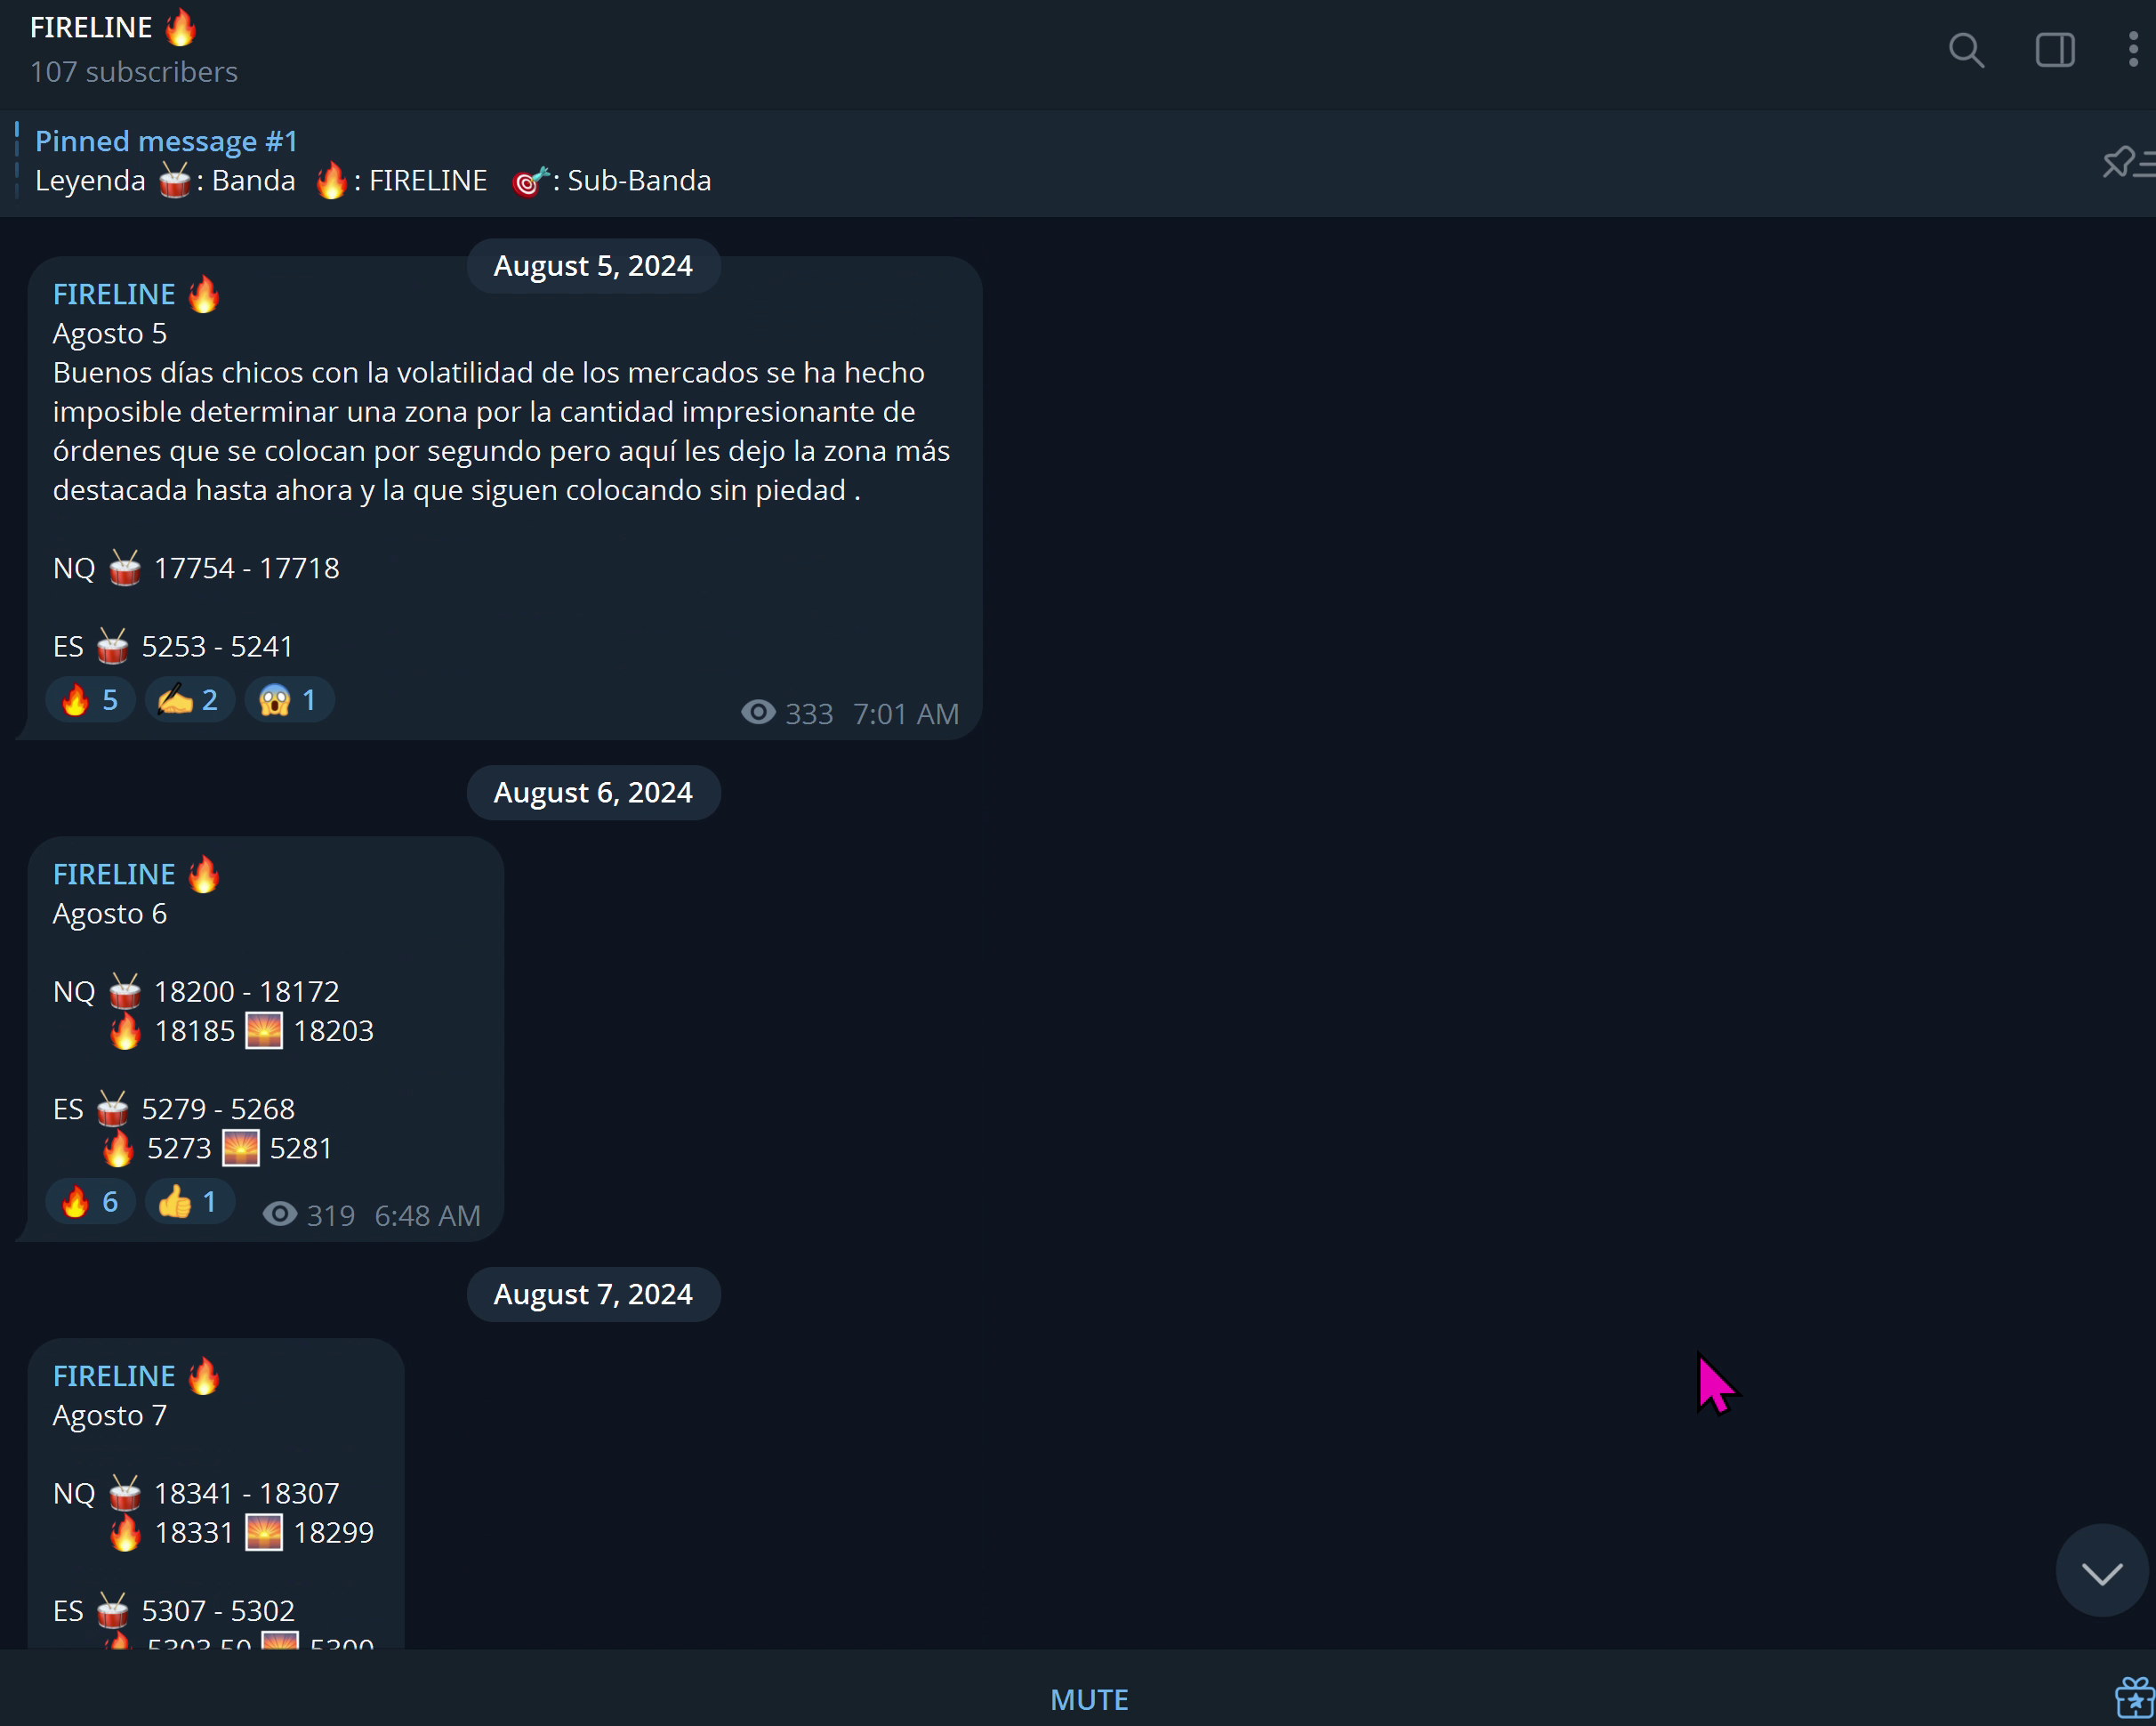 FIRELINE 🔥
107 subscribers
Pinned message #1
Leyenda 🥁: Banda 🔥: FIRELINE 🎯: Sub-Banda
August 5, 2024
FIRELINE 🔥
Agosto 5
Buenos días chicos con la volatilidad de los mercados se ha hecho
imposible determinar una zona por la cantidad impresionante de
órdenes que se colocan por segundo pero aquí les dejo la zona más
destacada hasta ahora y la que siguen colocando sin piedad .
NQ 🥁 17754 - 17718
ES 🥁 5253 - 5241
🔥 5 ✍️ 2 😱 1
333 7:01 AM
August 6, 2024
FIRELINE 🔥
Agosto 6
NQ 🥁 18200 - 18172
🔥 18185 🌅 18203
ES 🥁 5279 - 5268
🔥 5273 🌅 5281
🔥 6 👍 1 319 6:48 AM
August 7, 2024
FIRELINE 🔥
Agosto 7
NQ 🥁 18341 - 18307
🔥 18331 🌅 18299
ES 🥁 5307 - 5302
🔥 5303.50 🌅 5300
MUTE